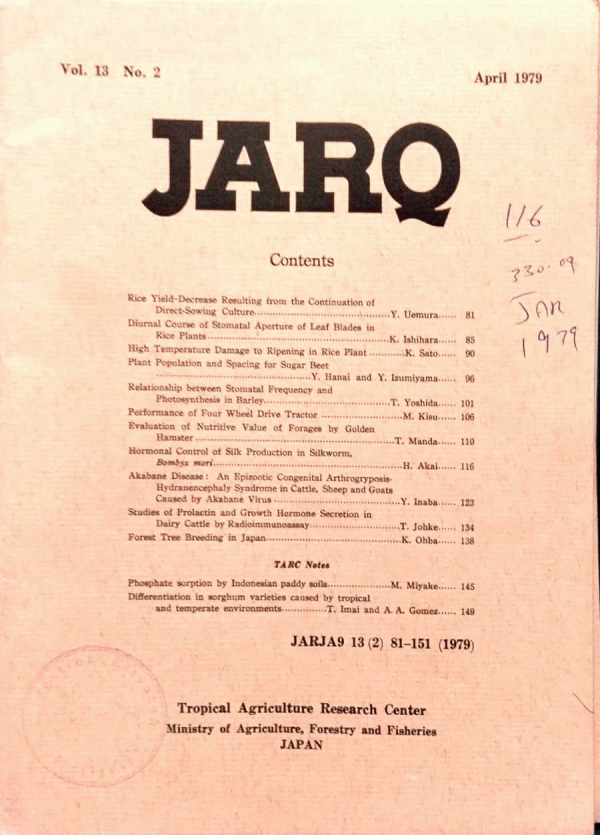 Vol. 13 No. 2
April 1979
JARQ
116
330.09
JAR
1979
Contents
Rice Yield-Decrease Resulting from the Continuation of
Direct-Sowing Culture........................................Y. Uemura...... 81
Diurnal Course of Stomatal Aperture of Leaf Blades in
Rice Plants ......................................................K. Ishihara...... 85
High Temperature Damage to Ripening in Rice Plant ...........K. Sato...... 90
Plant Population and Spacing for Sugar Beet
..............................................Y. Hanai and Y. Izumiyama...... 96
Relationship between Stomatal Frequency and
Photosynthesis in Barley......................................T. Yoshida...... 101
Performance of Four Wheel Drive Tractor .........................M. Kisu...... 106
Evaluation of Nutritive Value of Forages by Golden
Hamster ............................................................T. Manda...... 110
Hormonal Control of Silk Production in Silkworm,
Bombyx mori.........................................................H. Akai...... 116
Akabane Disease: An Epizootic Congenital Arthrogryposis-
Hydranencephaly Syndrome in Cattle, Sheep and Goats
Caused by Akabane Virus ......................................Y. Inaba...... 123
Studies of Prolactin and Growth Hormone Secretion in
Dairy Cattle by Radioimmunoassay...........................T. Johke...... 134
Forest Tree Breeding in Japan........................................K. Ohba...... 138
TARC Notes
Phosphate sorption by Indonesian paddy soils....................M. Miyake...... 145
Differentiation in sorghum varieties caused by tropical
and temperate environments..............T. Imai and A. A. Gomez...... 149
JARJA9 13 (2) 81-151 (1979)
Tropical Agriculture Research Center
Ministry of Agriculture, Forestry and Fisheries
JAPAN